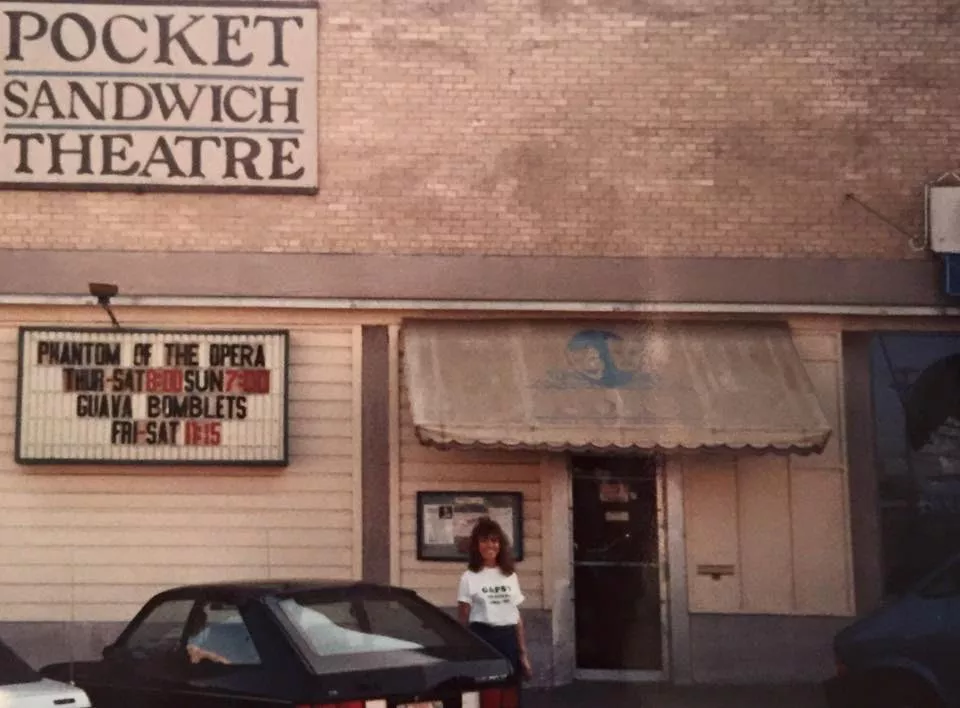 POCKET
SANDWICH
THEATRE
PHANTOM OF THE OPERA
THUR-SAT 8:00 SUN 7:00
GUAVA BOMBLETS
FRI-SAT 11:15